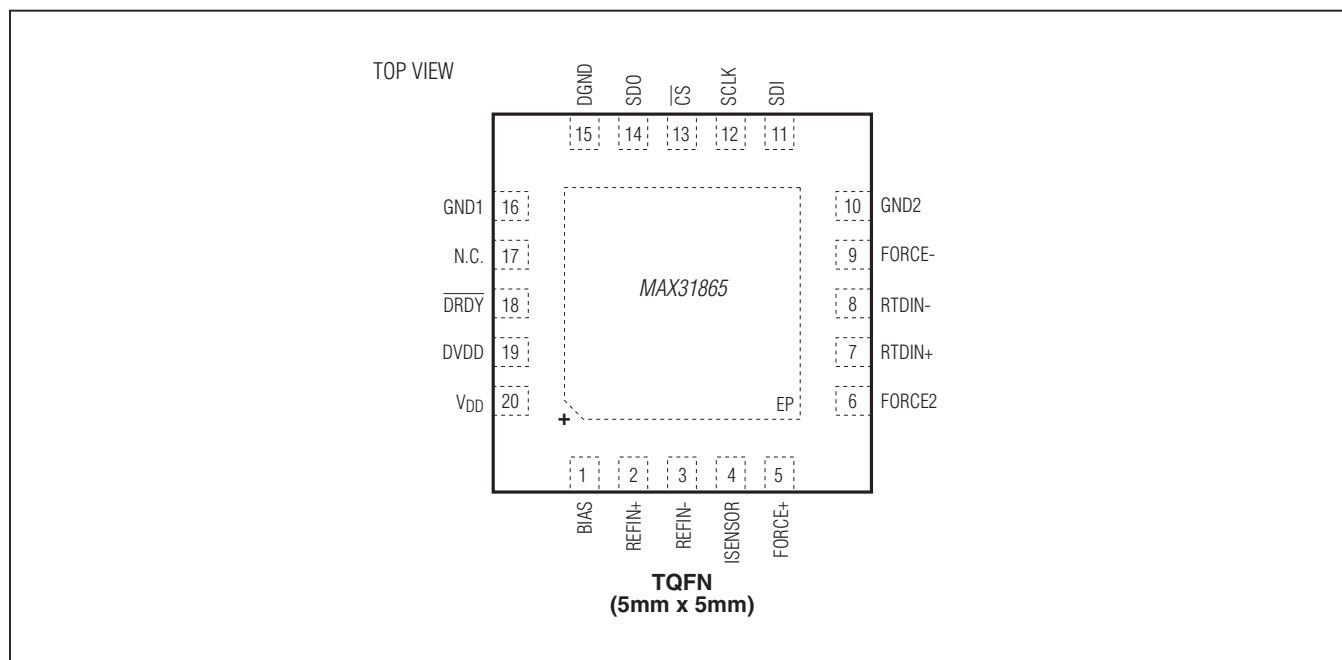 TOP VIEW
DGND
SDO
C̅S̅
SCLK
SDI
15 14 13 12 11
GND1 16
10 GND2
N.C. 17
9 FORCE-
D̅R̅D̅Y̅ 18
MAX31865
8 RTDIN-
DVDD 19
7 RTDIN+
VDD 20
EP
6 FORCE2
+
1 2 3 4 5
BIAS
REFIN+
REFIN-
ISENSOR
FORCE+
TQFN
(5mm x 5mm)